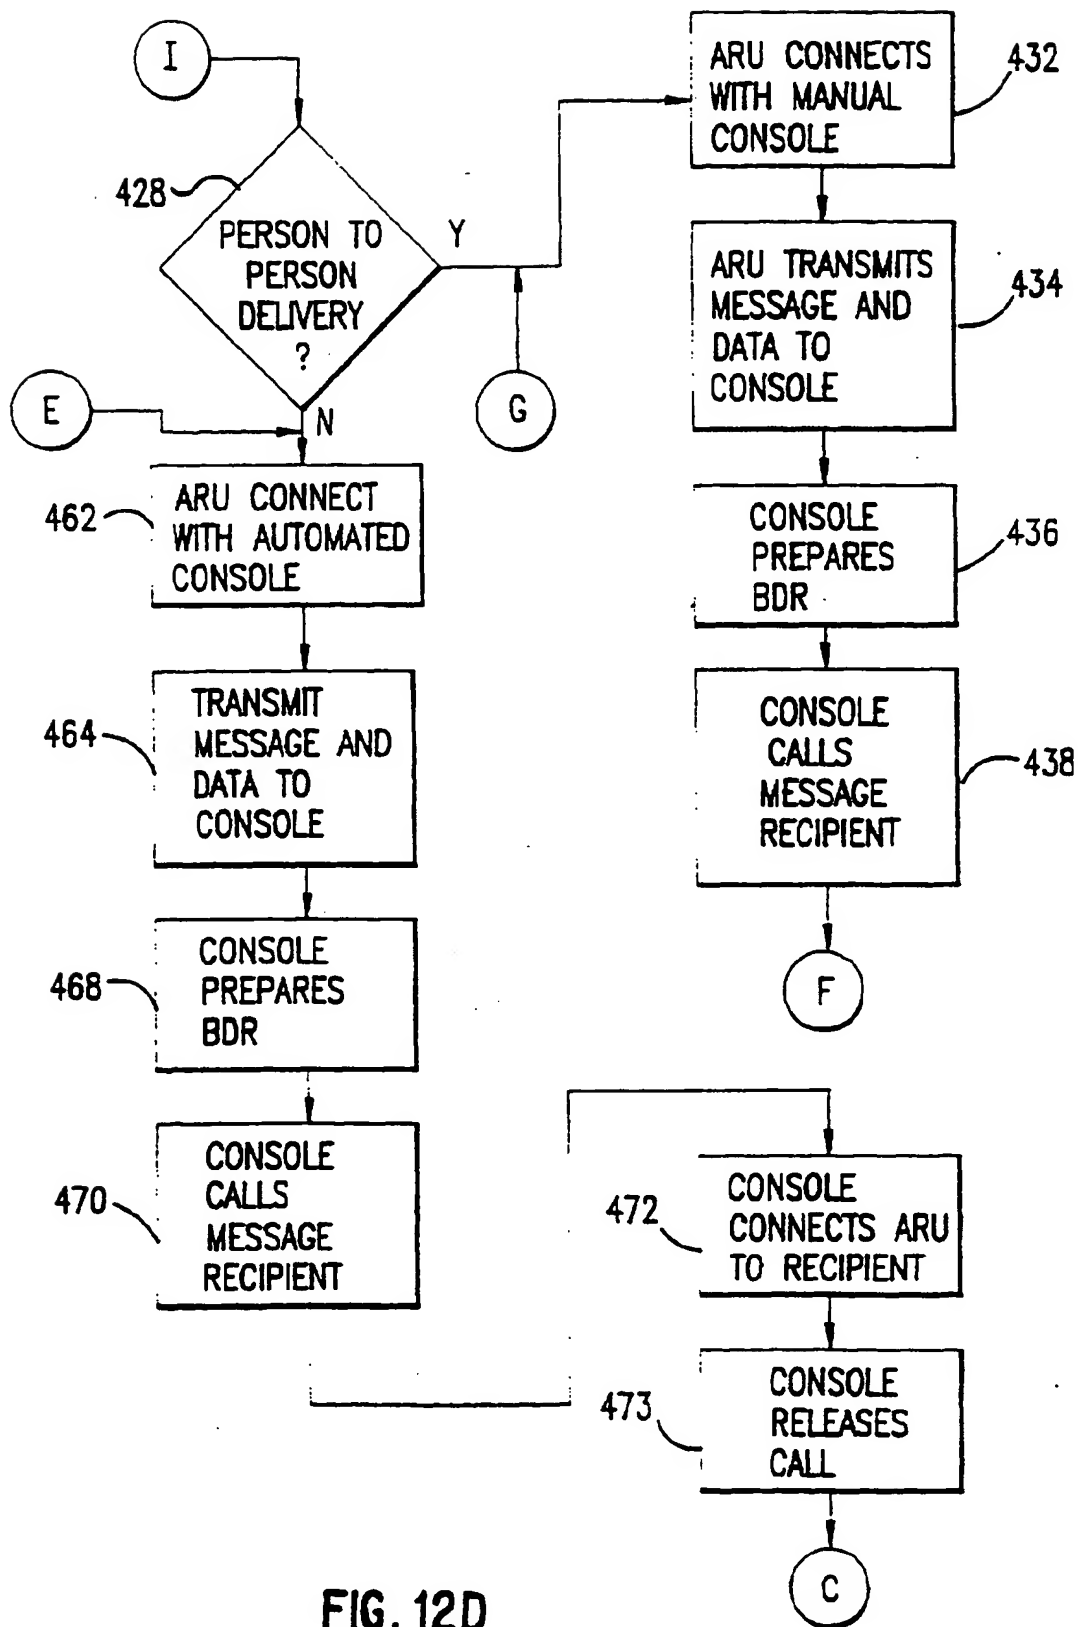 I
428
PERSON TO
PERSON
DELIVERY
?
Y
N
E
G
462
ARU CONNECT
WITH AUTOMATED
CONSOLE
464
TRANSMIT
MESSAGE AND
DATA TO
CONSOLE
468
CONSOLE
PREPARES
BDR
470
CONSOLE
CALLS
MESSAGE
RECIPIENT
ARU CONNECTS
WITH MANUAL
CONSOLE
432
ARU TRANSMITS
MESSAGE AND
DATA TO
CONSOLE
434
CONSOLE
PREPARES
BDR
436
CONSOLE
CALLS
MESSAGE
RECIPIENT
438
F
472
CONSOLE
CONNECTS ARU
TO RECIPIENT
473
CONSOLE
RELEASES
CALL
C
FIG. 12D